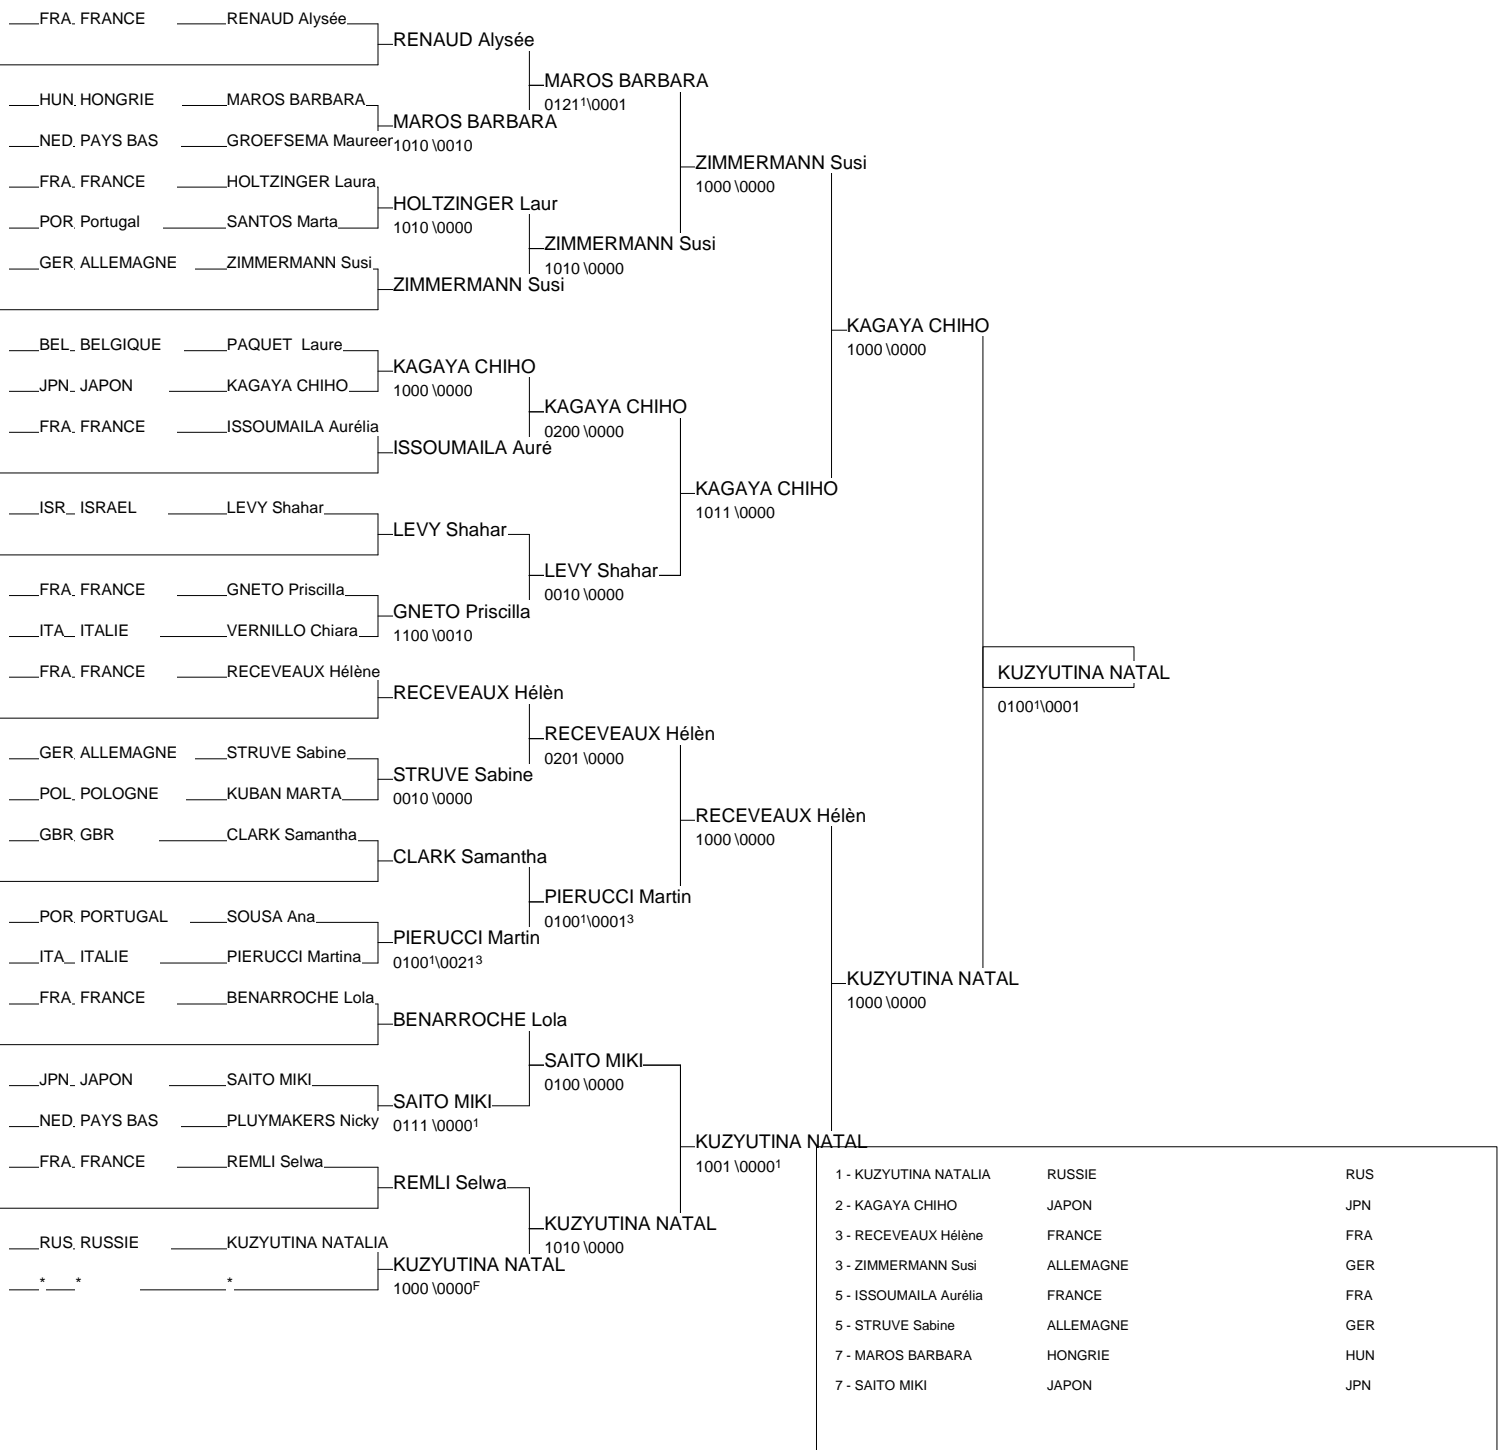 FRA FRANCE RENAUD Alysée
RENAUD Alysée
MAROS BARBARA
0121¹\0001
HUN HONGRIE MAROS BARBARA
MAROS BARBARA
1010 \0010
NED PAYS BAS GROEFSEMA Maureer
ZIMMERMANN Susi
1000 \0000
FRA FRANCE HOLTZINGER Laura
HOLTZINGER Laur
1010 \0000
POR Portugal SANTOS Marta
ZIMMERMANN Susi
1010 \0000
GER ALLEMAGNE ZIMMERMANN Susi
ZIMMERMANN Susi
KAGAYA CHIHO
1000 \0000
BEL BELGIQUE PAQUET Laure
KAGAYA CHIHO
1000 \0000
JPN JAPON KAGAYA CHIHO
KAGAYA CHIHO
0200 \0000
FRA FRANCE ISSOUMAILA Aurélia
ISSOUMAILA Auré
KAGAYA CHIHO
1011 \0000
ISR ISRAEL LEVY Shahar
LEVY Shahar
LEVY Shahar
0010 \0000
FRA FRANCE GNETO Priscilla
GNETO Priscilla
1100 \0010
ITA ITALIE VERNILLO Chiara
KUZYUTINA NATAL
0100¹\0001
FRA FRANCE RECEVEAUX Hélène
RECEVEAUX Hélèn
RECEVEAUX Hélèn
0201 \0000
GER ALLEMAGNE STRUVE Sabine
STRUVE Sabine
0010 \0000
POL POLOGNE KUBAN MARTA
RECEVEAUX Hélèn
1000 \0000
GBR GBR CLARK Samantha
CLARK Samantha
PIERUCCI Martin
0100¹\0001³
POR PORTUGAL SOUSA Ana
PIERUCCI Martin
0100¹\0021³
ITA ITALIE PIERUCCI Martina
KUZYUTINA NATAL
1000 \0000
FRA FRANCE BENARROCHE Lola
BENARROCHE Lola
SAITO MIKI
0100 \0000
JPN JAPON SAITO MIKI
SAITO MIKI
0111 \0000¹
NED PAYS BAS PLUYMAKERS Nicky
KUZYUTINA NATAL
1001 \0000¹
FRA FRANCE REMLI Selwa
REMLI Selwa
KUZYUTINA NATAL
1010 \0000
RUS RUSSIE KUZYUTINA NATALIA
KUZYUTINA NATAL
1000 \0000F
* * *
1 - KUZYUTINA NATALIA RUSSIE RUS
2 - KAGAYA CHIHO JAPON JPN
3 - RECEVEAUX Hélène FRANCE FRA
3 - ZIMMERMANN Susi ALLEMAGNE GER
5 - ISSOUMAILA Aurélia FRANCE FRA
5 - STRUVE Sabine ALLEMAGNE GER
7 - MAROS BARBARA HONGRIE HUN
7 - SAITO MIKI JAPON JPN